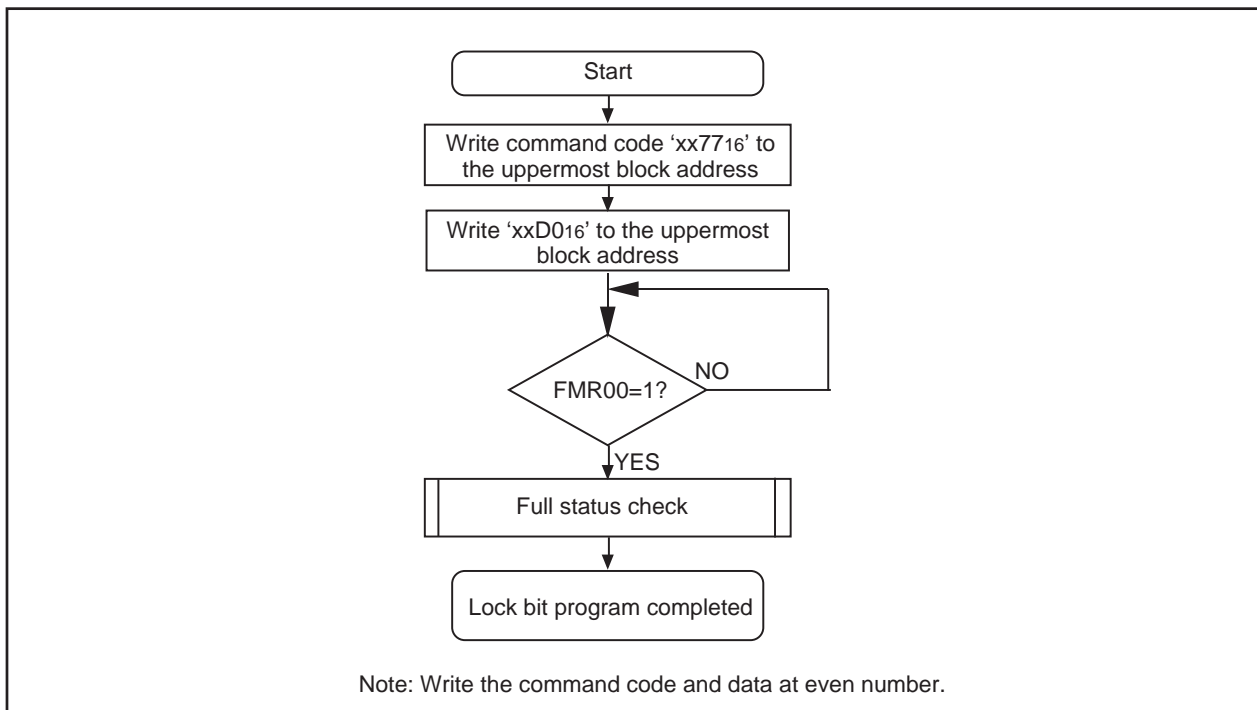 Start
Write command code ‘xx7716’ to
the uppermost block address
Write ‘xxD016’ to the uppermost
block address
FMR00=1?
NO
YES
Full status check
Lock bit program completed
Note: Write the command code and data at even number.